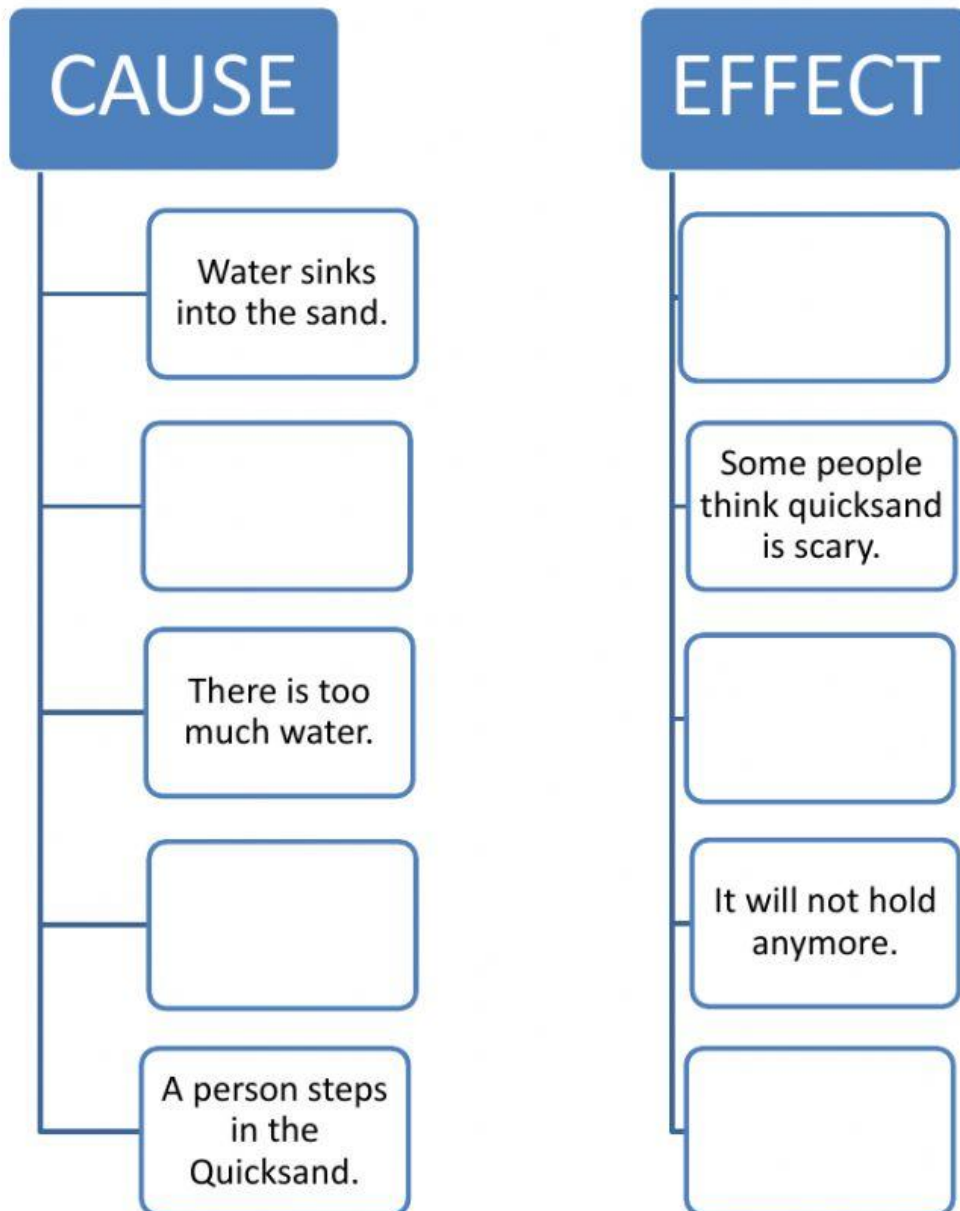 CAUSE
EFFECT
Water sinks
into the sand.
Some people
think quicksand
is scary.
There is too
much water.
It will not hold
anymore.
A person steps
in the
Quicksand.